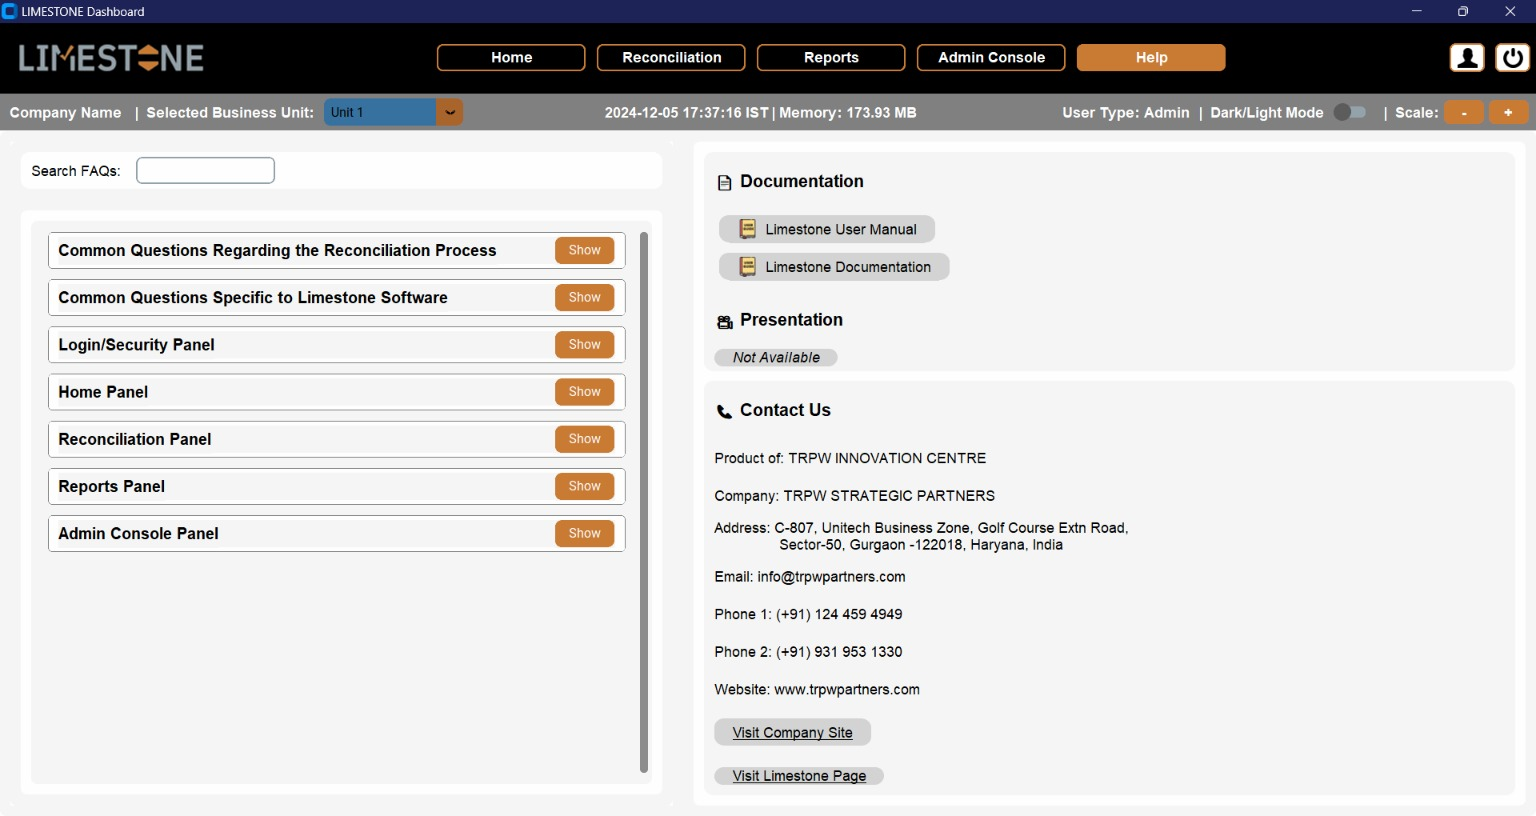 LIMESTONE Dashboard
LIMESTONE
Home
Reconciliation
Reports
Admin Console
Help
Company Name | Selected Business Unit: Unit 1
2024-12-05 17:37:16 IST | Memory: 173.93 MB
User Type: Admin | Dark/Light Mode | Scale: - +
Search FAQs:
Common Questions Regarding the Reconciliation Process Show
Common Questions Specific to Limestone Software Show
Login/Security Panel Show
Home Panel Show
Reconciliation Panel Show
Reports Panel Show
Admin Console Panel Show
Documentation
Limestone User Manual
Limestone Documentation
Presentation
Not Available
Contact Us
Product of: TRPW INNOVATION CENTRE
Company: TRPW STRATEGIC PARTNERS
Address: C-807, Unitech Business Zone, Golf Course Extn Road,
Sector-50, Gurgaon -122018, Haryana, India
Email: info@trpwpartners.com
Phone 1: (+91) 124 459 4949
Phone 2: (+91) 931 953 1330
Website: www.trpwpartners.com
Visit Company Site
Visit Limestone Page